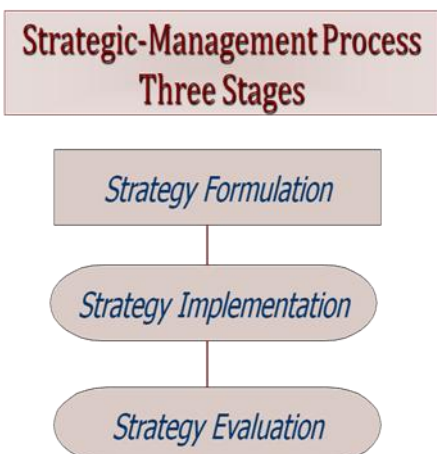 Strategic-Management Process
Three Stages
Strategy Formulation
Strategy Implementation
Strategy Evaluation